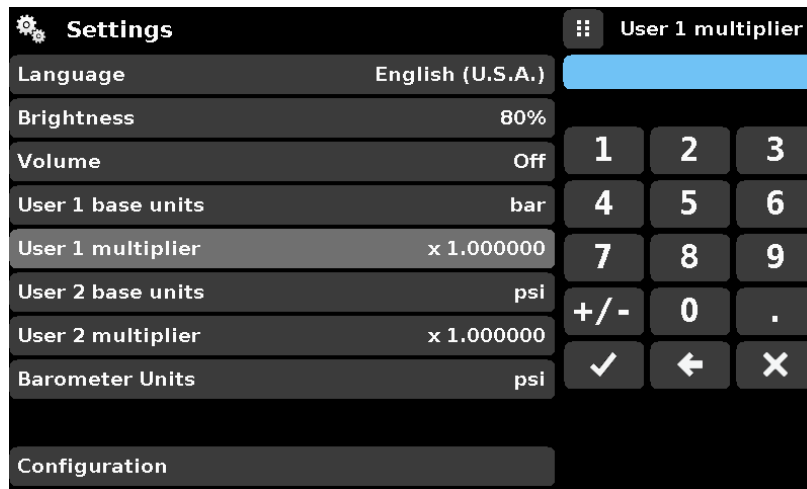 Settings
Language English (U.S.A.)
Brightness 80%
Volume Off
User 1 base units bar
User 1 multiplier x 1.000000
User 2 base units psi
User 2 multiplier x 1.000000
Barometer Units psi
Configuration
User 1 multiplier
1 2 3
4 5 6
7 8 9
+/- 0 .